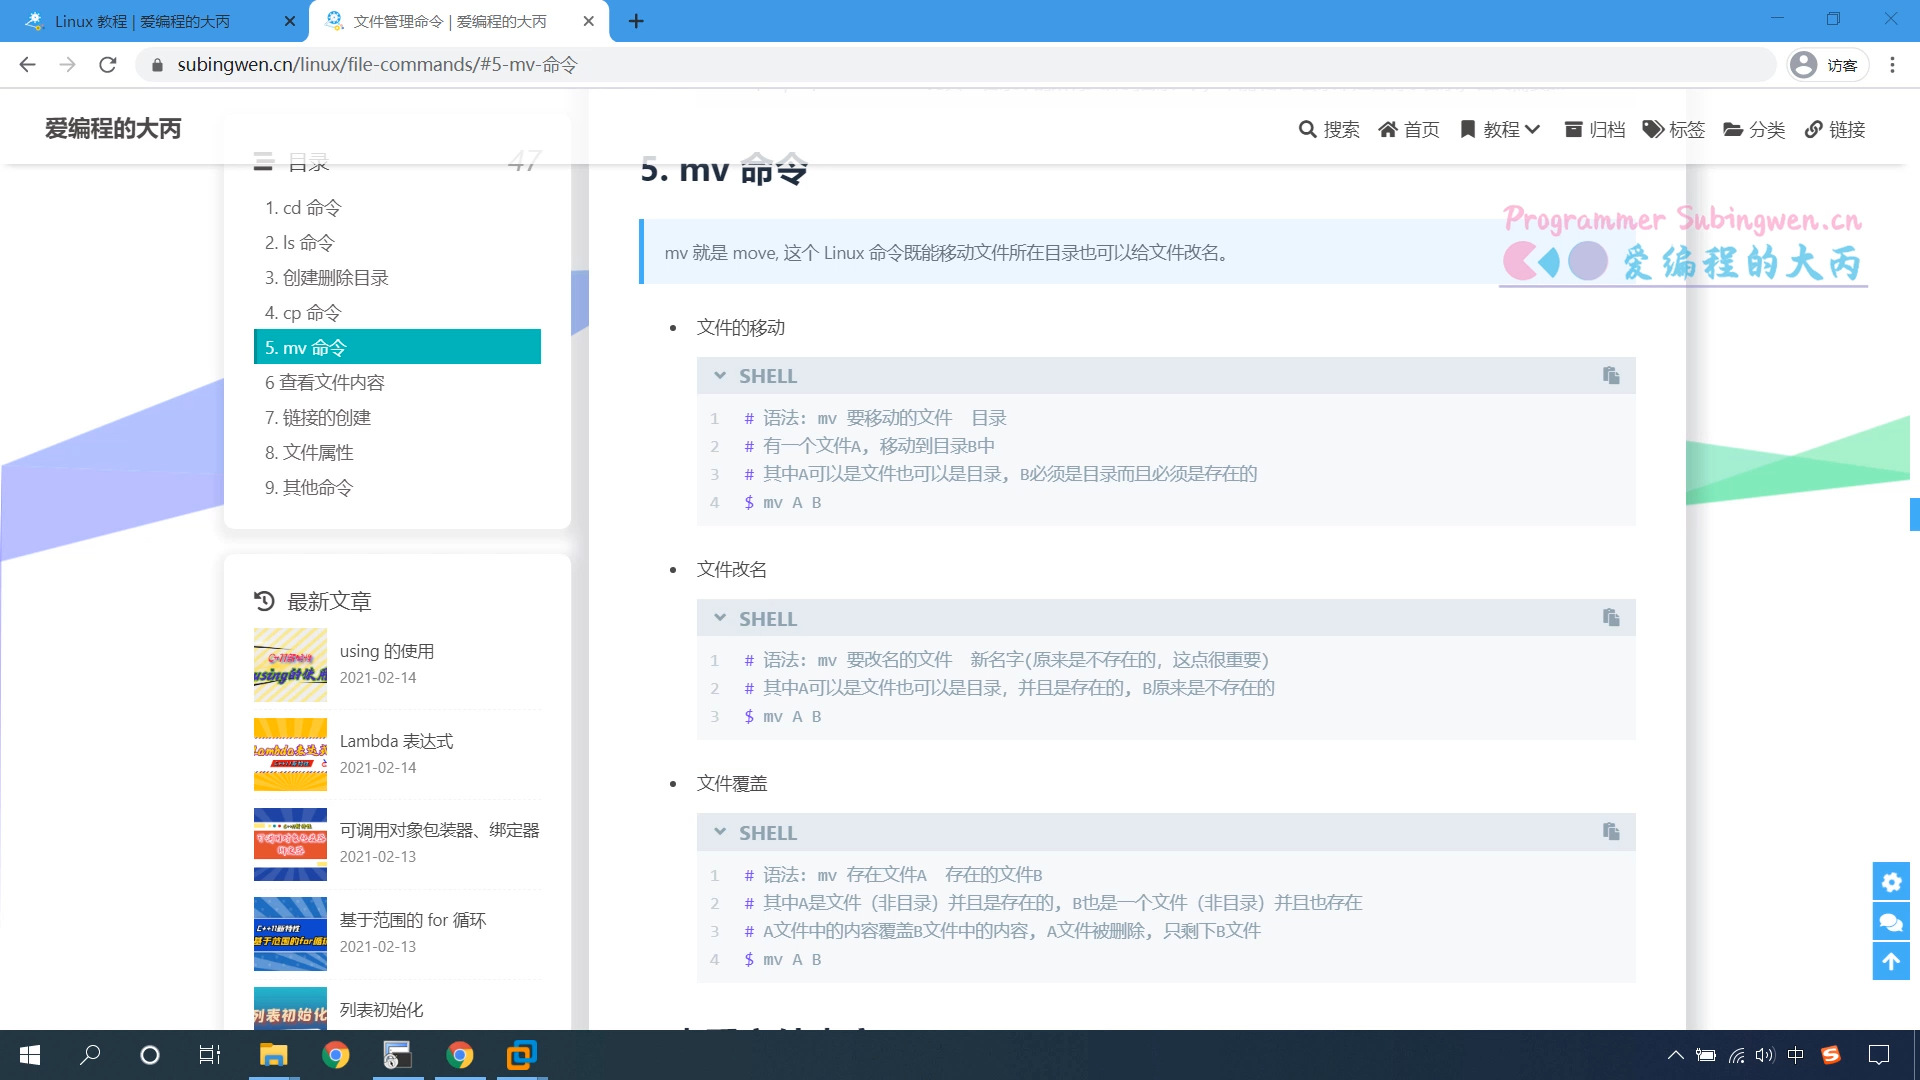 Linux 教程 | 爱编程的大丙
文件管理命令 | 爱编程的大丙
subingwen.cn/linux/file-commands/#5-mv-命令
访客
爱编程的大丙
搜索
首页
教程
归档
标签
分类
链接
目录
47
1. cd 命令
2. ls 命令
3. 创建删除目录
4. cp 命令
5. mv 命令
6 查看文件内容
7. 链接的创建
8. 文件属性
9. 其他命令
最新文章
using 的使用
2021-02-14
Lambda 表达式
2021-02-14
可调用对象包装器、绑定器
2021-02-13
基于范围的 for 循环
2021-02-13
列表初始化
5. mv 命令
Programmer Subingwen.cn
爱编程的大丙
mv 就是 move, 这个 Linux 命令既能移动文件所在目录也可以给文件改名。
文件的移动
SHELL
1 # 语法: mv 要移动的文件 目录
2 # 有一个文件A, 移动到目录B中
3 # 其中A可以是文件也可以是目录, B必须是目录而且必须是存在的
4 $ mv A B
文件改名
SHELL
1 # 语法: mv 要改名的文件 新名字(原来是不存在的, 这点很重要)
2 # 其中A可以是文件也可以是目录, 并且是存在的, B原来是不存在的
3 $ mv A B
文件覆盖
SHELL
1 # 语法: mv 存在文件A 存在的文件B
2 # 其中A是文件（非目录）并且是存在的, B也是一个文件（非目录）并且也存在
3 # A文件中的内容覆盖B文件中的内容, A文件被删除, 只剩下B文件
4 $ mv A B
中